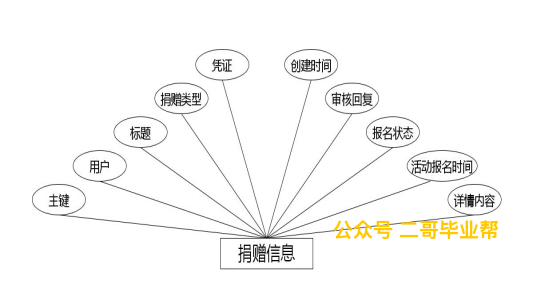 凭证
创建时间
捐赠类型
审核回复
标题
报名状态
用户
活动报名时间
主键
详情内容
公众号 二哥毕业帮
捐赠信息